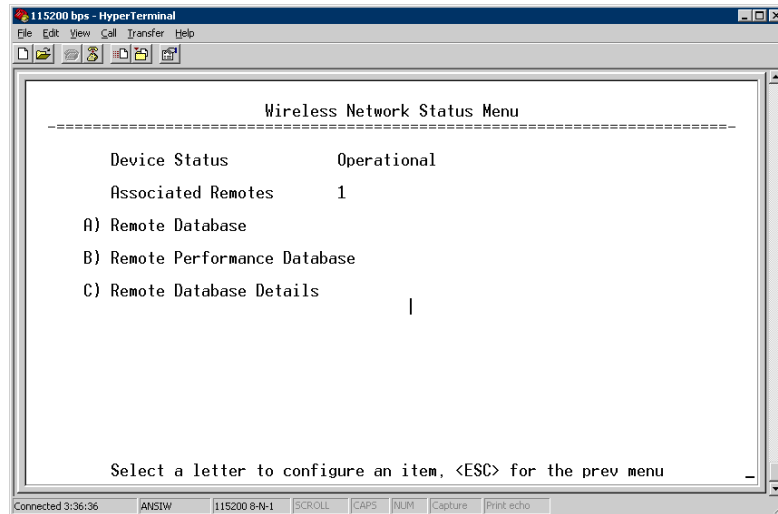 115200 bps - HyperTerminal
File Edit View Call Transfer Help
Wireless Network Status Menu
-==========================================================================-
Device Status Operational
Associated Remotes 1
A) Remote Database
B) Remote Performance Database
C) Remote Database Details
Select a letter to configure an item, <ESC> for the prev menu
Connected 3:36:36 ANSIW 115200 8-N-1 SCROLL CAPS NUM Capture Print echo